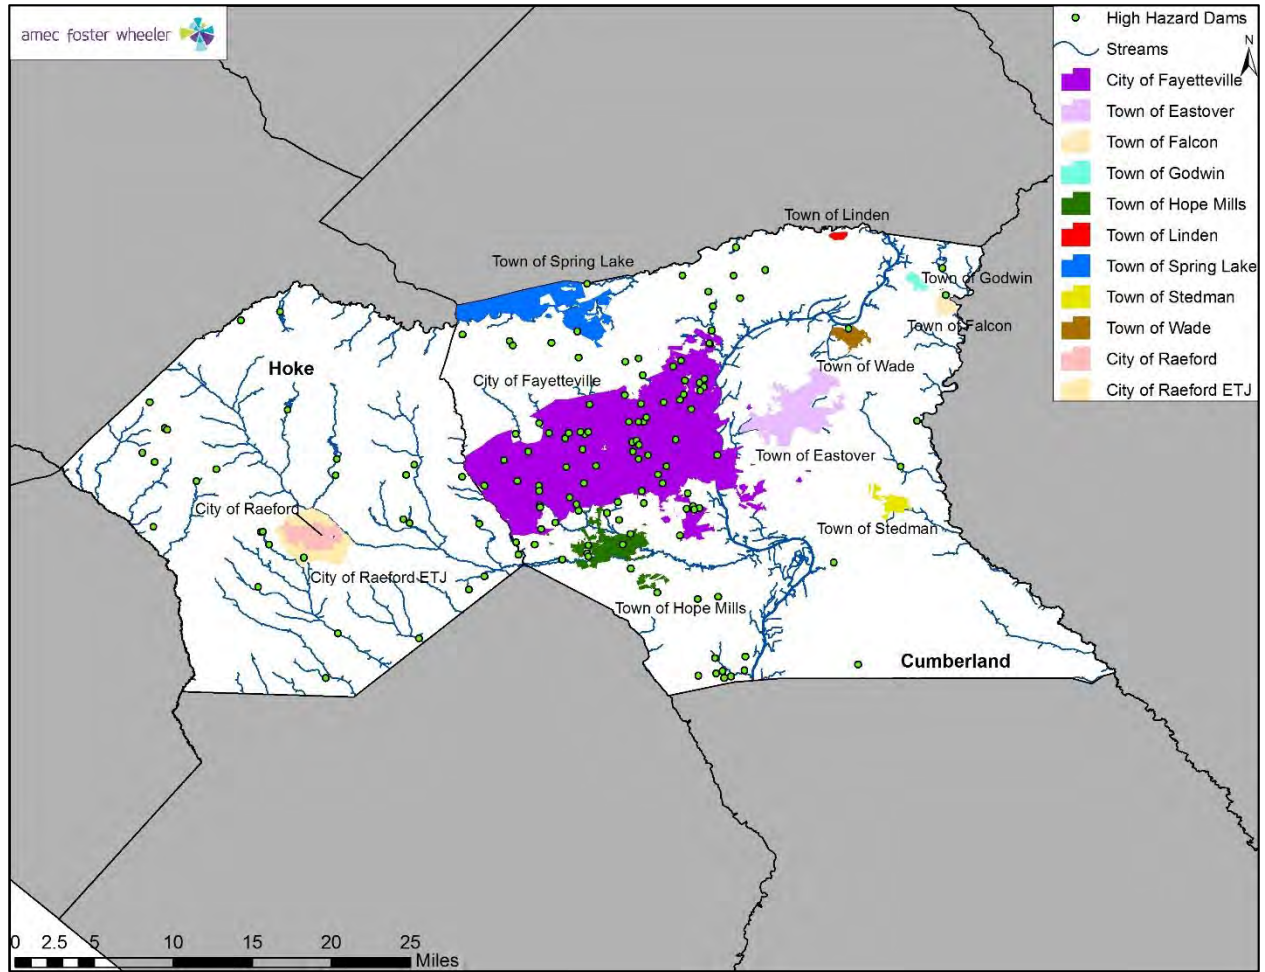 amec foster wheeler
High Hazard Dams
N
Streams
City of Fayetteville
Town of Eastover
Town of Falcon
Town of Godwin
Town of Hope Mills
Town of Linden
Town of Spring Lake
Town of Stedman
Town of Wade
City of Raeford
City of Raeford ETJ
Town of Linden
Town of Spring Lake
Town of Godwin
Town of Falcon
Hoke
City of Fayetteville
Town of Wade
Town of Eastover
City of Raeford
Town of Stedman
City of Raeford ETJ
Town of Hope Mills
Cumberland
0 2.5 5 10 15 20 25
Miles